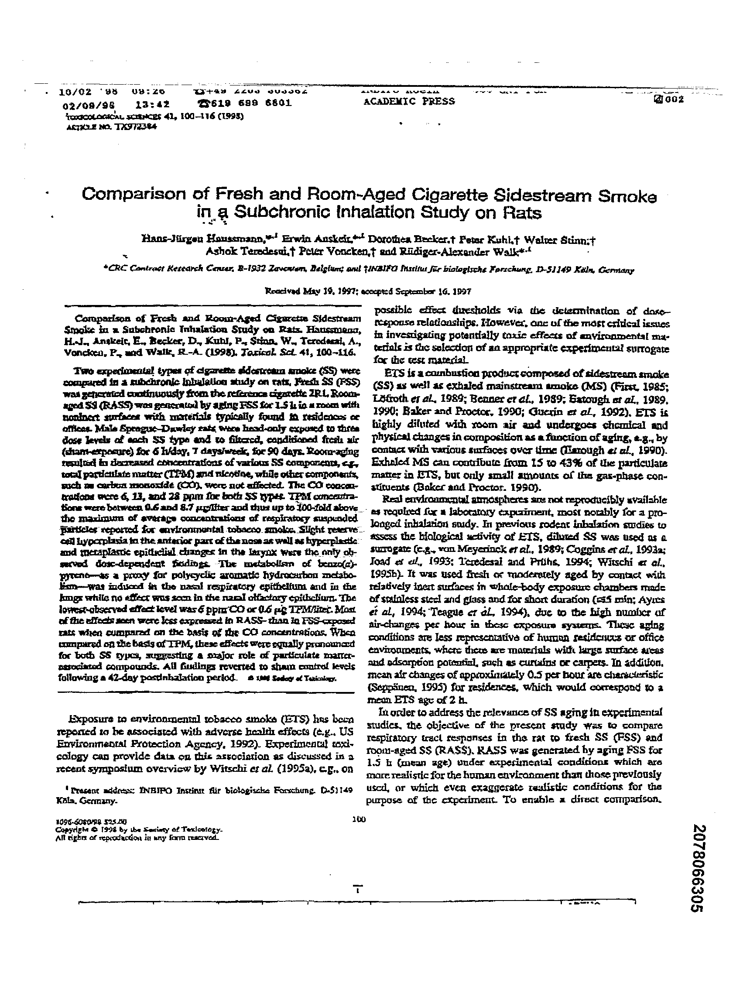 10/02 '98 09:26
02/09/98 13:42 ☎619 699 6801 ACADEMIC PRESS 002
TOXICOLOGICAL SCIENCES 41, 100–116 (1998)
ARTICLE NO. TX972384
Comparison of Fresh and Room-Aged Cigarette Sidestream Smoke
in a Subchronic Inhalation Study on Rats
Hans-Jürgen Haussmann,*,1 Erwin Anskeit,*,1 Dorothea Becker,† Peter Kuhl,† Walter Stinn,†
Ashok Teredesai,† Peter Voncken,† and Rüdiger-Alexander Walk*,1
*CRC Contract Research Center, B-1932 Zaventem, Belgium; and †INBIFO Institut für biologische Forschung, D-51149 Köln, Germany
Received May 19, 1997; accepted September 16, 1997
Comparison of Fresh and Room-Aged Cigarette Sidestream
Smoke in a Subchronic Inhalation Study on Rats. Haussmann,
H.-J., Anskeit, E., Becker, D., Kuhl, P., Stinn, W., Teredesai, A.,
Voncken, P., and Walk, R.-A. (1998). Toxicol. Sci. 41, 100–116.
Two experimental types of cigarette sidestream smoke (SS) were
compared in a subchronic inhalation study on rats. Fresh SS (FSS)
was generated continuously from the reference cigarette 2R1. Room-
aged SS (RASS) was generated by aging FSS for 1.5 h in a room with
noninert surfaces with materials typically found in residences or
offices. Male Sprague–Dawley rats were head-only exposed to three
dose levels of each SS type and to filtered, conditioned fresh air
(sham-exposure) for 6 h/day, 7 days/week, for 90 days. Room-aging
resulted in decreased concentrations of various SS components, e.g.,
total particulate matter (TPM) and nicotine, while other components,
such as carbon monoxide (CO), were not effected. The CO concen-
trations were 6, 13, and 28 ppm for both SS types. TPM concentra-
tions were between 0.6 and 8.7 µg/liter and thus up to 100-fold above
the maximum of average concentrations of respiratory suspended
particles reported for environmental tobacco smoke. Slight reserve
cell hyperplasia in the anterior part of the nose as well as hyperplastic
and metaplastic epithelial changes in the larynx were the only ob-
served dose-dependent findings. The metabolism of benzo(a)-
pyrene—as a proxy for polycyclic aromatic hydrocarbon metabo-
lism—was induced in the nasal respiratory epithelium and in the
lungs while no effect was seen in the nasal olfactory epithelium. The
lowest-observed effect level was 6 ppm CO or 0.6 µg TPM/liter. Most
of the effects seen were less expressed in RASS- than in FSS-exposed
rats when compared on the basis of the CO concentrations. When
compared on the basis of TPM, these effects were equally pronounced
for both SS types, suggesting a major role of particulate matter-
associated compounds. All findings reverted to sham control levels
following a 42-day postinhalation period. © 1998 Society of Toxicology.
Exposure to environmental tobacco smoke (ETS) has been
reported to be associated with adverse health effects (e.g., US
Environmental Protection Agency, 1992). Experimental toxi-
cology can provide data on this association as discussed in a
recent symposium overview by Witschi et al. (1995a), e.g., on
1 Present address: INBIFO Institut für biologische Forschung, D-51149
Köln, Germany.
1096-6080/98 $25.00
Copyright © 1998 by the Society of Toxicology.
All rights of reproduction in any form reserved.
possible effect thresholds via the determination of dose–
response relationships. However, one of the most critical issues
in investigating potentially toxic effects of environmental ma-
terials is the selection of an appropriate experimental surrogate
for the test material.
ETS is a combustion product composed of sidestream smoke
(SS) as well as exhaled mainstream smoke (MS) (First, 1985;
Löfroth et al., 1989; Benner et al., 1989; Eatough et al., 1989,
1990; Baker and Proctor, 1990; Guerin et al., 1992). ETS is
highly diluted with room air and undergoes chemical and
physical changes in composition as a function of aging, e.g., by
contact with various surfaces over time (Eatough et al., 1990).
Exhaled MS can contribute from 15 to 43% of the particulate
matter in ETS, but only small amounts of the gas-phase con-
stituents (Baker and Proctor, 1990).
Real environmental atmospheres are not reproducibly available
as required for a laboratory experiment, most notably for a pro-
longed inhalation study. In previous rodent inhalation studies to
assess the biological activity of ETS, diluted SS was used as a
surrogate (e.g., von Meyerinck et al., 1989; Coggins et al., 1993a;
Joad et al., 1993; Teredesai and Prühs, 1994; Witschi et al.,
1995b). It was used fresh or moderately aged by contact with
relatively inert surfaces in whole-body exposure chambers made
of stainless steel and glass and for short duration (≤5 min; Ayres
et al., 1994; Teague et al., 1994), due to the high number of
air-changes per hour in these exposure systems. These aging
conditions are less representative of human residences or office
environments, where there are materials with large surface areas
and adsorption potential, such as curtains or carpets. In addition,
mean air changes of approximately 0.5 per hour are characteristic
(Seppänen, 1995) for residences, which would correspond to a
mean ETS age of 2 h.
In order to address the relevance of SS aging in experimental
studies, the objective of the present study was to compare
respiratory tract responses in the rat to fresh SS (FSS) and
room-aged SS (RASS). RASS was generated by aging FSS for
1.5 h (mean age) under experimental conditions which are
more realistic for the human environment than those previously
used, or which even exaggerate realistic conditions for the
purpose of the experiment. To enable a direct comparison,
100
2078066305
1